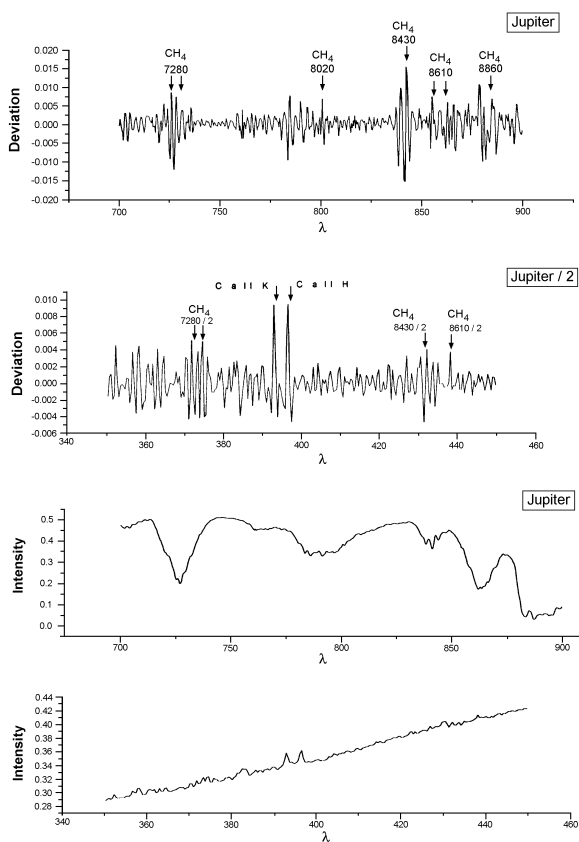 Jupiter
CH4
8430
CH4
7280
CH4
8020
CH4
8610
CH4
8860
0.020
0.015
0.010
0.005
0.000
-0.005
-0.010
-0.015
-0.020
Deviation
700 750 800 850 900
λ
Jupiter / 2
C a I I K C a I I H
CH4
7280 / 2
CH4
8430 / 2
CH4
8610 / 2
0.010
0.008
0.006
0.004
0.002
0.000
-0.002
-0.004
-0.006
Deviation
340 360 380 400 420 440 460
λ
Jupiter
0.5
0.4
0.3
0.2
0.1
0.0
Intensity
700 750 800 850 900
λ
0.44
0.42
0.40
0.38
0.36
0.34
0.32
0.30
0.28
Intensity
340 360 380 400 420 440 460
λ